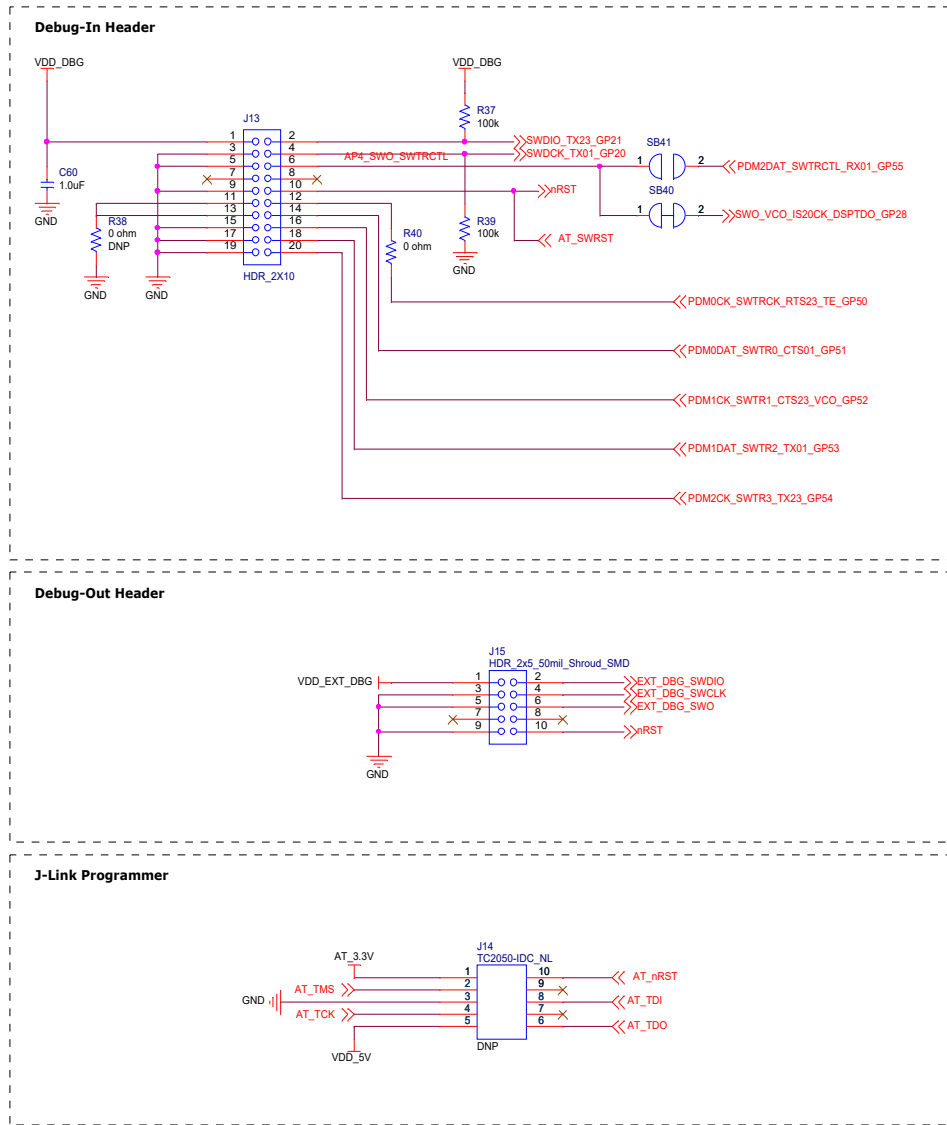 Debug-In Header
VDD_DBG
VDD_DBG
J13
R37
100k
1 2
3 4
5 6
7 8
9 10
11 12
13 14
15 16
17 18
19 20
HDR_2X10
C60
1.0uF
GND
R38
0 ohm
DNP
GND
GND
AP4_SWO_SWTRCTL
SWDIO_TX23_GP21
SWDCK_TX01_GP20
SB41
1 2
PDM2DAT_SWTRCTL_RX01_GP55
SB40
1 2
SWO_VCO_IS20CK_DSPTDO_GP28
nRST
AT_SWRST
R39
100k
GND
R40
0 ohm
PDM0CK_SWTRCK_RTS23_TE_GP50
PDM0DAT_SWTR0_CTS01_GP51
PDM1CK_SWTR1_CTS23_VCO_GP52
PDM1DAT_SWTR2_TX01_GP53
PDM2CK_SWTR3_TX23_GP54
Debug-Out Header
J15
HDR_2x5_50mil_Shroud_SMD
VDD_EXT_DBG
1 2
3 4
5 6
7 8
9 10
EXT_DBG_SWDIO
EXT_DBG_SWCLK
EXT_DBG_SWO
nRST
GND
J-Link Programmer
J14
TC2050-IDC_NL
AT_3.3V
AT_TMS
GND
AT_TCK
VDD_5V
1 10
2 9
3 8
4 7
5 6
AT_nRST
AT_TDI
AT_TDO
DNP